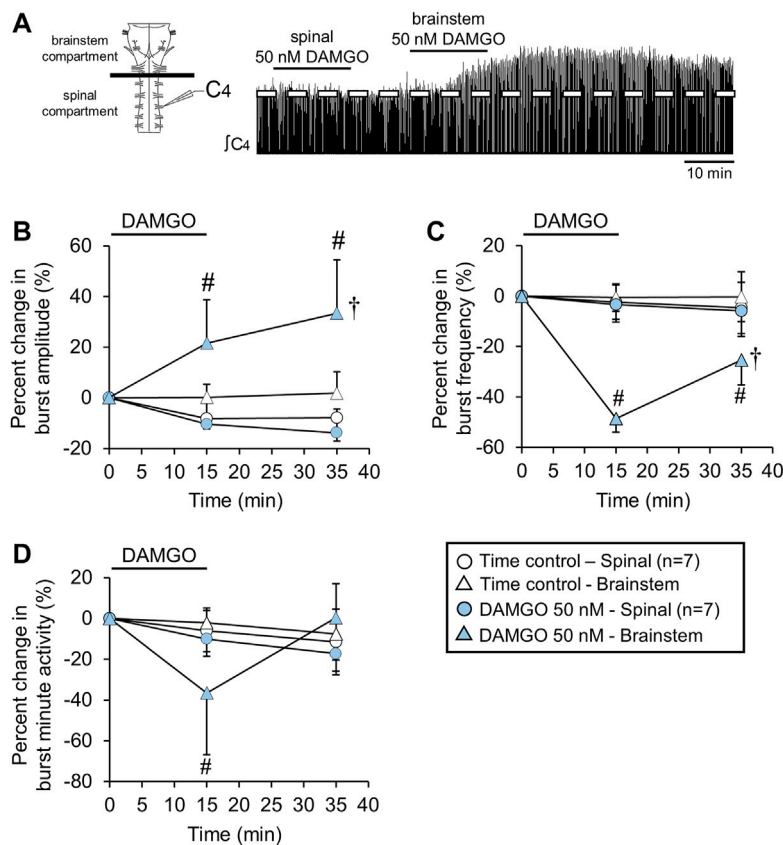 A
brainstem
compartment
spinal
compartment
C4
spinal
50 nM DAMGO
brainstem
50 nM DAMGO
∫C4
10 min
B
DAMGO
Percent change in
burst amplitude (%)
60
40
20
0
-20
#
#
†
0 5 10 15 20 25 30 35 40
Time (min)
C
DAMGO
Percent change in
burst frequency (%)
20
0
-20
-40
-60
#
†
#
0 5 10 15 20 25 30 35 40
Time (min)
D
DAMGO
Percent change in
burst minute activity (%)
20
0
-20
-40
-60
-80
#
0 5 10 15 20 25 30 35 40
Time (min)
Time control – Spinal (n=7)
Time control - Brainstem
DAMGO 50 nM - Spinal (n=7)
DAMGO 50 nM - Brainstem